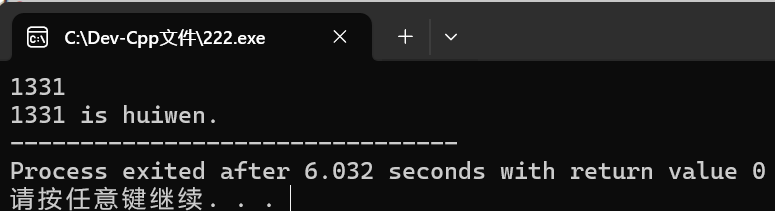 C:\Dev-Cpp文件\222.exe
1331
1331 is huiwen.
--------------------------------
Process exited after 6.032 seconds with return value 0
请按任意键继续. . .